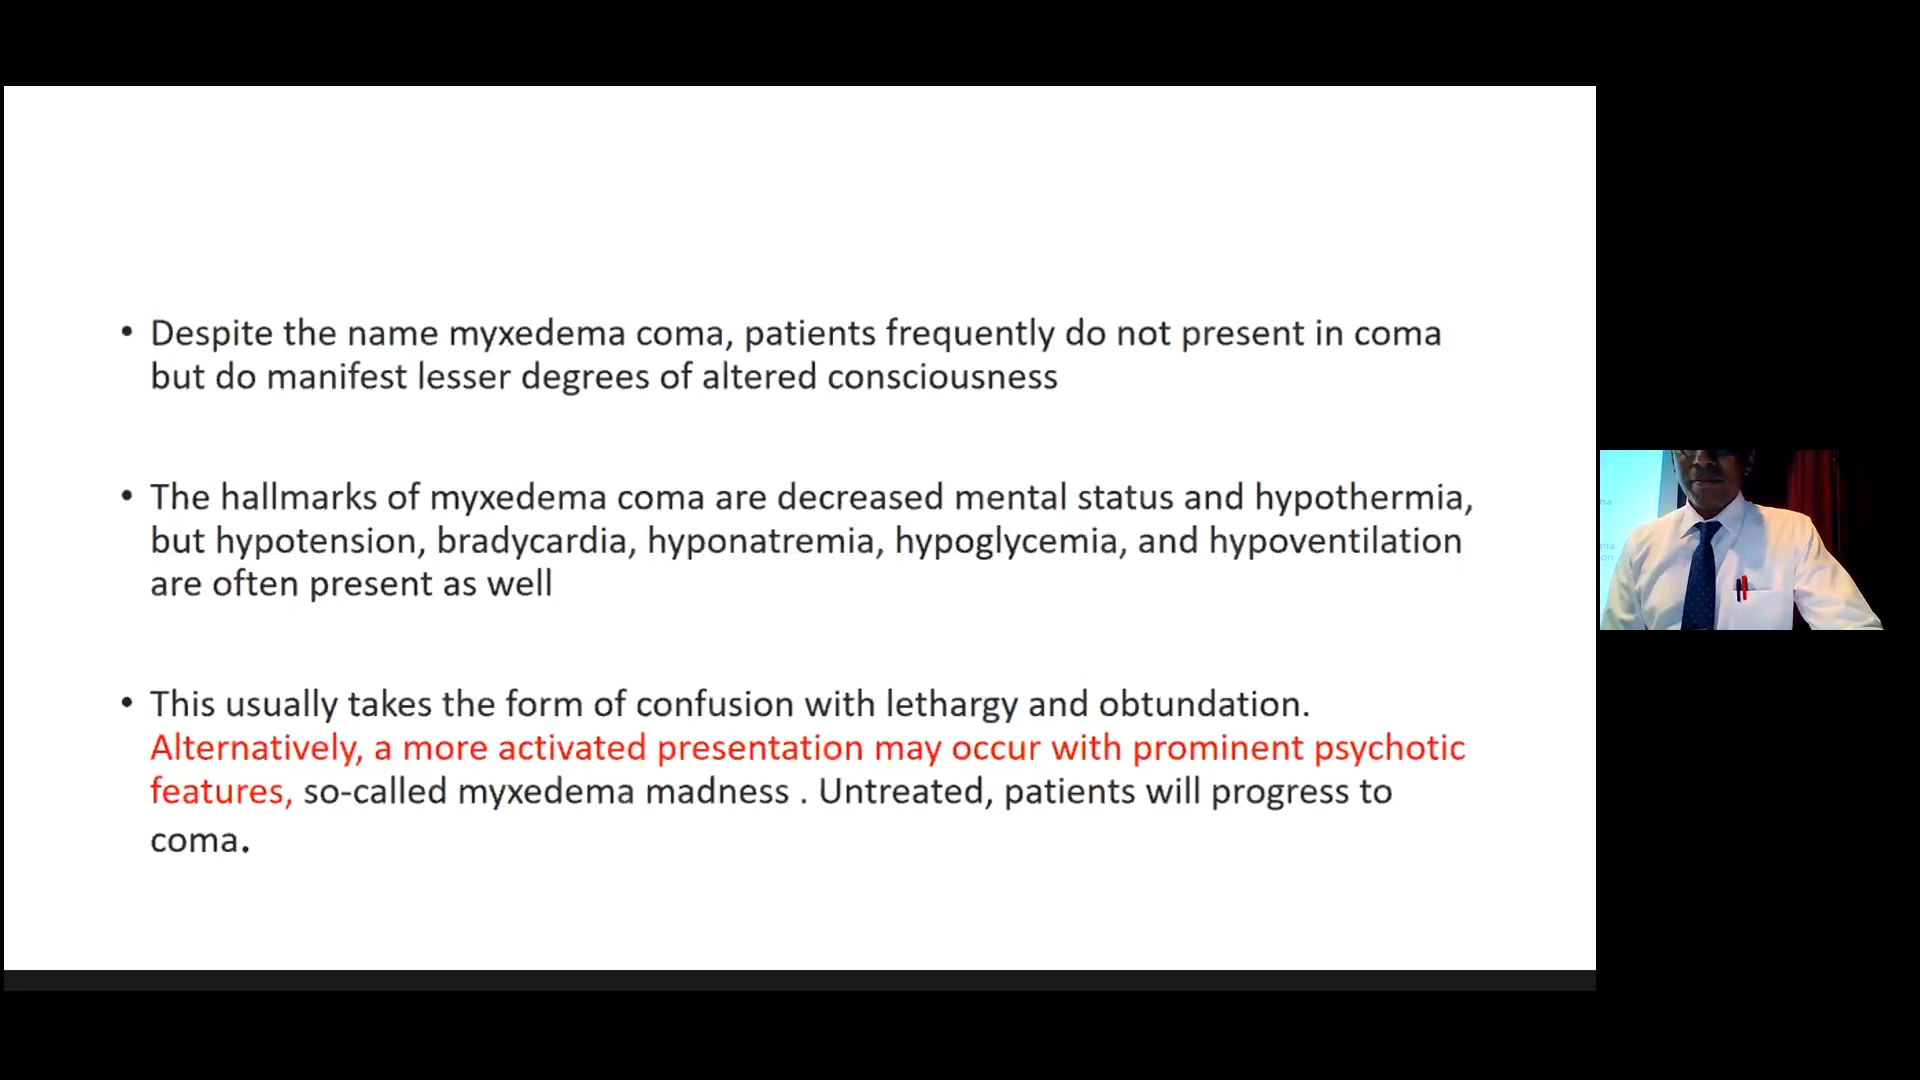 • Despite the name myxedema coma, patients frequently do not present in coma
but do manifest lesser degrees of altered consciousness
• The hallmarks of myxedema coma are decreased mental status and hypothermia,
but hypotension, bradycardia, hyponatremia, hypoglycemia, and hypoventilation
are often present as well
• This usually takes the form of confusion with lethargy and obtundation.
Alternatively, a more activated presentation may occur with prominent psychotic
features, so-called myxedema madness . Untreated, patients will progress to
coma.